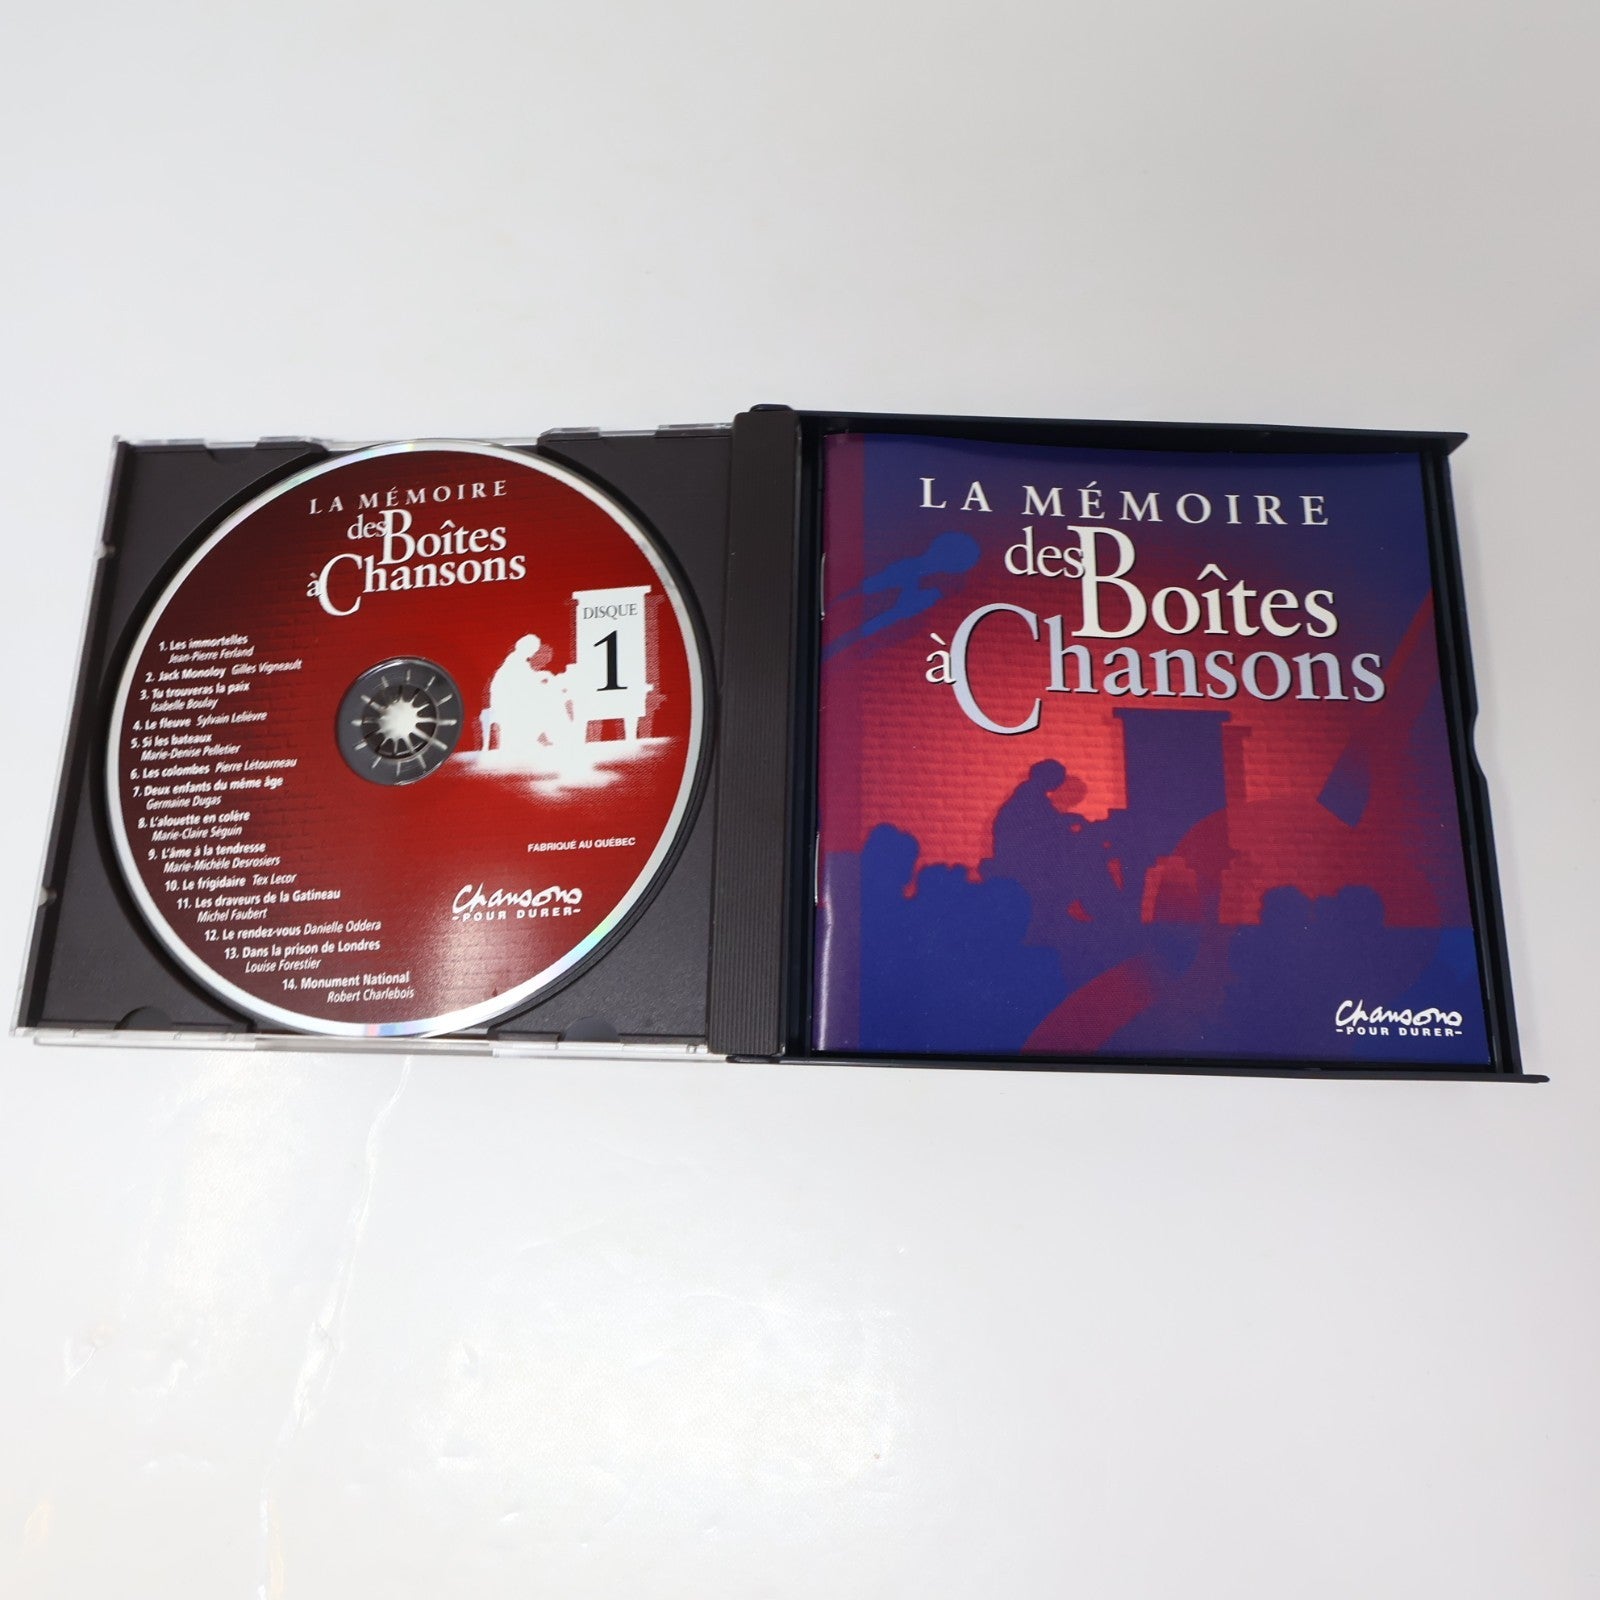 LA MÉMOIRE
des Boîtes
à Chansons
DISQUE
1
1. Les immortelles
Jean-Pierre Ferland
2. Jack Monoloy Gilles Vigneault
3. Tu trouveras la paix
Isabelle Boulay
4. Le fleuve Sylvain Lelièvre
5. Si les bateaux
Marie-Denise Pelletier
6. Les colombes Pierre Létourneau
7. Deux enfants du même âge
Germaine Dugas
8. L'alouette en colère
Marie-Claire Séguin
9. L'âme à la tendresse
Marie-Michèle Desrosiers
10. Le frigidaire Tex Lecor
11. Les draveurs de la Gatineau
Michel Faubert
12. Le rendez-vous Danielle Oddera
13. Dans la prison de Londres
Louise Forestier
14. Monument National
Robert Charlebois
FABRIQUÉ AU QUÉBEC
Chansons
-POUR DURER-
LA MÉMOIRE
des Boîtes
à Chansons
Chansons
-POUR DURER-